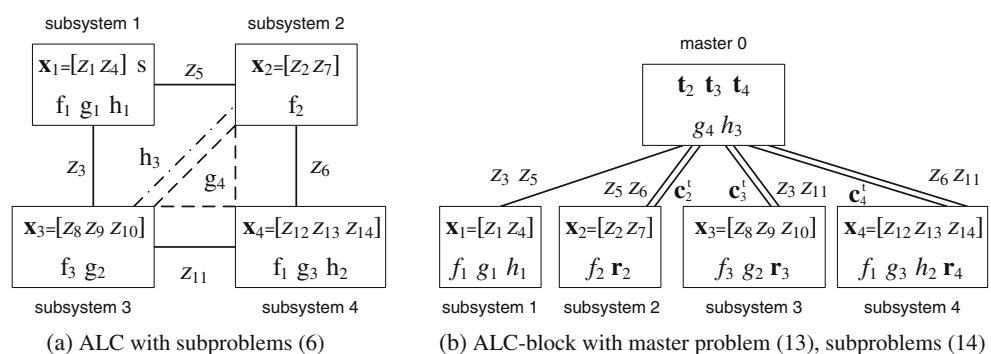 subsystem 1
subsystem 2
x₁=[z₁ z₄] s
f₁ g₁ h₁
z₅
x₂=[z₂ z₇]
f₂
z₃
h₃
g₄
z₆
x₃=[z₈ z₉ z₁₀]
f₃ g₂
z₁₁
x₄=[z₁₂ z₁₃ z₁₄]
f₁ g₃ h₂
subsystem 3
subsystem 4
(a) ALC with subproblems (6)
master 0
t₂ t₃ t₄
g₄ h₃
z₃ z₅
z₅ z₆
c₂ᵗ
c₃ᵗ
z₃ z₁₁
c₄ᵗ
z₆ z₁₁
x₁=[z₁ z₄]
f₁ g₁ h₁
x₂=[z₂ z₇]
f₂ r₂
x₃=[z₈ z₉ z₁₀]
f₃ g₂ r₃
x₄=[z₁₂ z₁₃ z₁₄]
f₁ g₃ h₂ r₄
subsystem 1
subsystem 2
subsystem 3
subsystem 4
(b) ALC-block with master problem (13), subproblems (14)